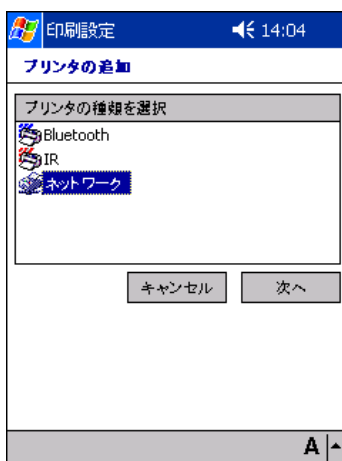 印刷設定 14:04
プリンタの追加
プリンタの種類を選択
Bluetooth
IR
ネットワーク
キャンセル 次へ
A